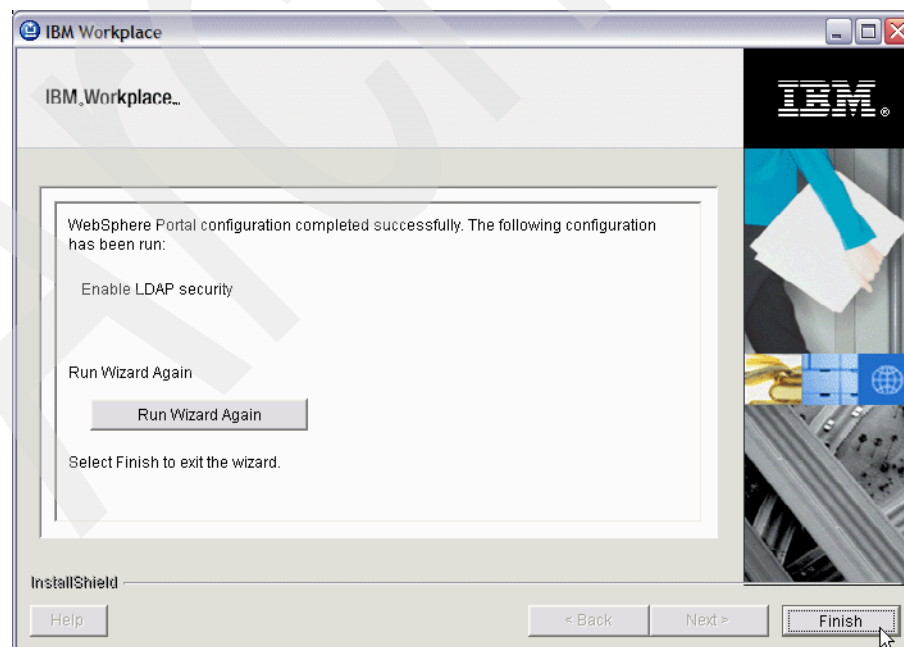 IBM Workplace
IBM Workplace™
IBM®
WebSphere Portal configuration completed successfully. The following configuration
has been run:
Enable LDAP security
Run Wizard Again
Run Wizard Again
Select Finish to exit the wizard.
InstallShield
Help
< Back
Next >
Finish